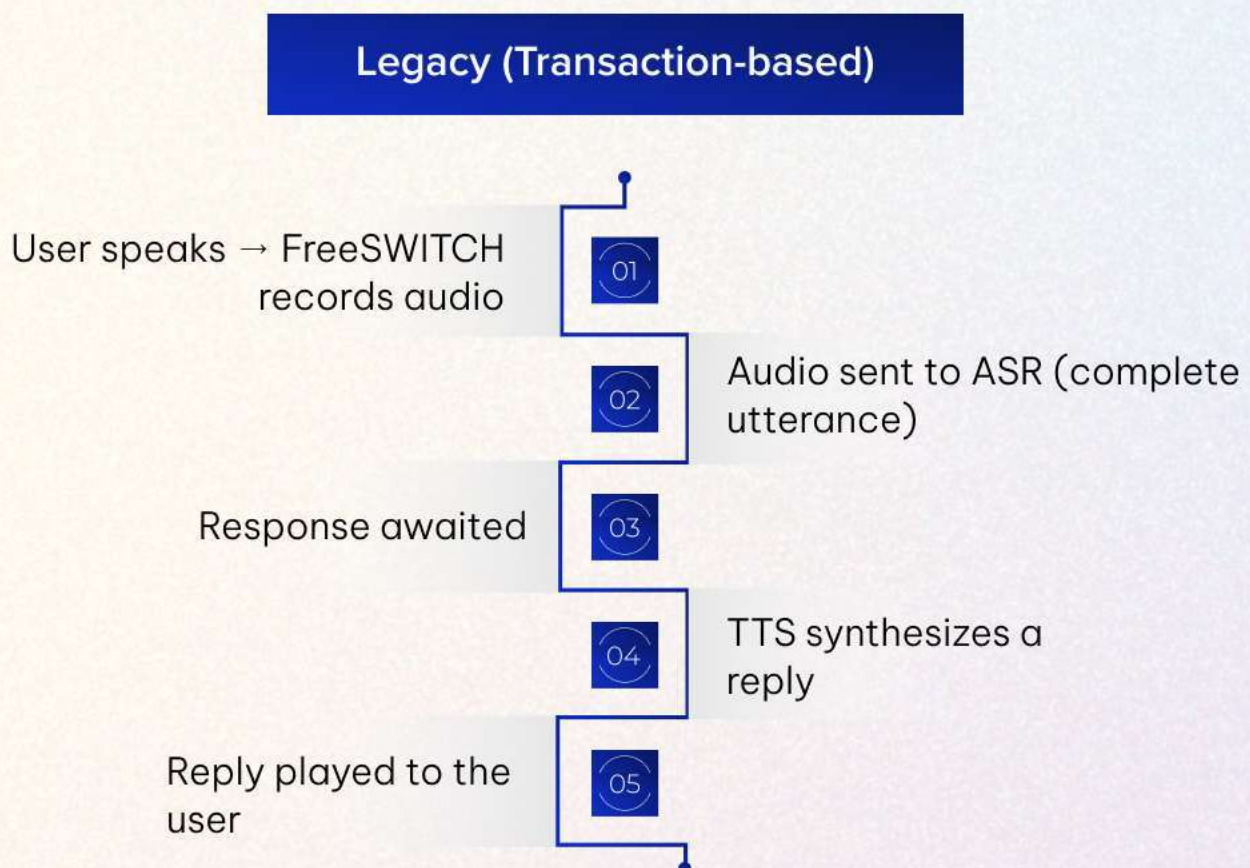 Legacy (Transaction-based)
User speaks → FreeSWITCH
records audio
01
02
Audio sent to ASR (complete
utterance)
Response awaited
03
04
TTS synthesizes a
reply
Reply played to the
user
05